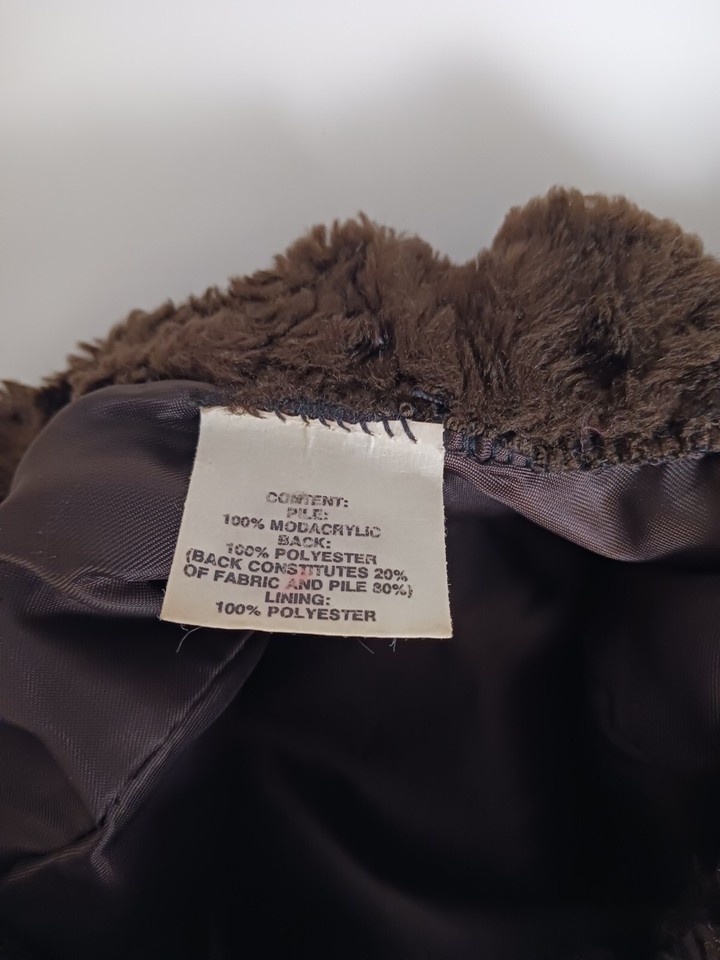 CONTENT:
PILE:
100% MODACRYLIC
BACK:
100% POLYESTER
(BACK CONSTITUTES 20%
OF FABRIC AND PILE 80%)
LINING:
100% POLYESTER